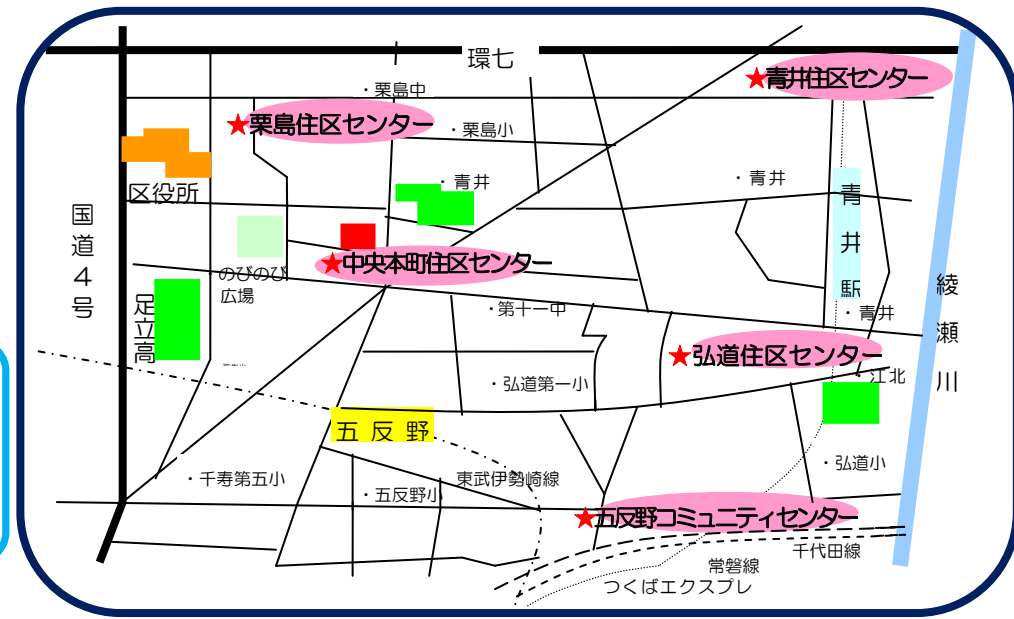 環七
青井住区センター
・栗島中
栗島住区センター
・栗島小
・青井
・青井
区役所
国道4号
青井駅
中央本町住区センター
・のびのび
広場
綾瀬川
足立高
・第十一中
・青井
弘道住区センター
・江北
・弘道第一小
五反野
・弘道小
・千寿第五小
東武伊勢崎線
・五反野小
五反野コミュニティセンター
千代田線
常磐線
つくばエクスプレ